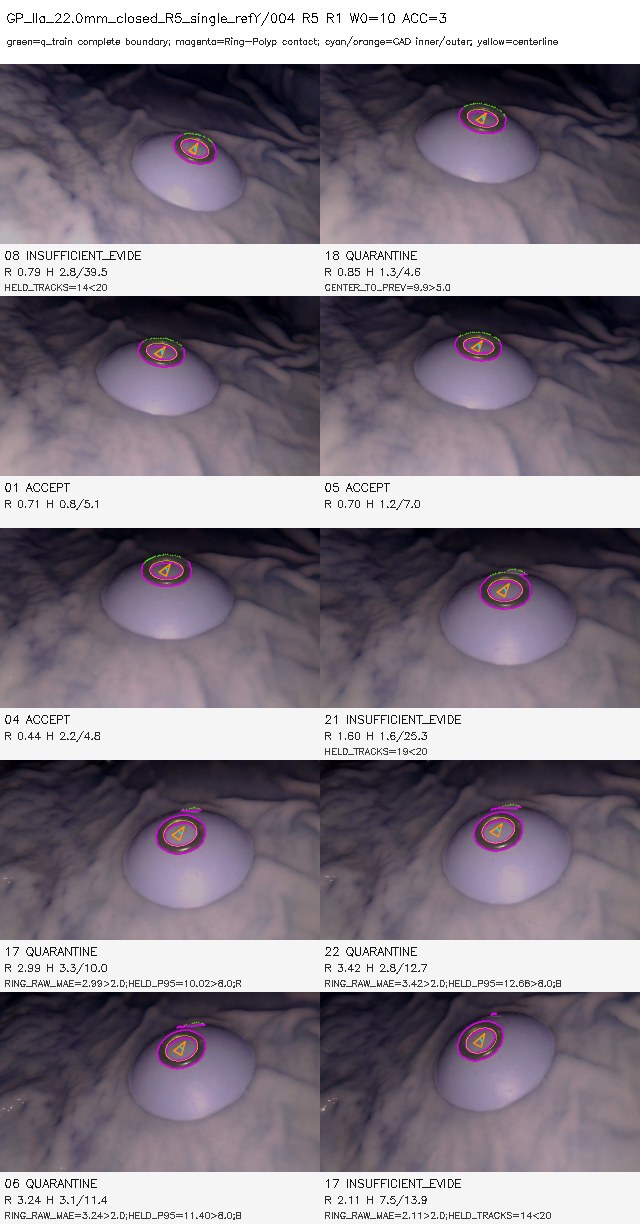 GP_IIa_22.0mm_closed_R5_single_refY/004 R5 R1 W0=10 ACC=3
green=q_train complete boundary; magenta=Ring-Polyp contact; cyan/orange=CAD inner/outer; yellow=centerline
08 INSUFFICIENT_EVIDE
R 0.79 H 2.8/39.5
HELD_TRACKS=14<20
18 QUARANTINE
R 0.85 H 1.3/4.6
CENTER_TO_PREV=9.9>5.0
01 ACCEPT
R 0.71 H 0.8/5.1
05 ACCEPT
R 0.70 H 1.2/7.0
04 ACCEPT
R 0.44 H 2.2/4.8
21 INSUFFICIENT_EVIDE
R 1.60 H 1.6/25.3
HELD_TRACKS=19<20
17 QUARANTINE
R 2.99 H 3.3/10.0
RING_RAW_MAE=2.99>2.0;HELD_P95=10.02>8.0;R
22 QUARANTINE
R 3.42 H 2.8/12.7
RING_RAW_MAE=3.42>2.0;HELD_P95=12.68>8.0;B
06 QUARANTINE
R 3.24 H 3.1/11.4
RING_RAW_MAE=3.24>2.0;HELD_P95=11.40>8.0;B
17 INSUFFICIENT_EVIDE
R 2.11 H 7.5/13.9
RING_RAW_MAE=2.11>2.0;HELD_TRACKS=14<20